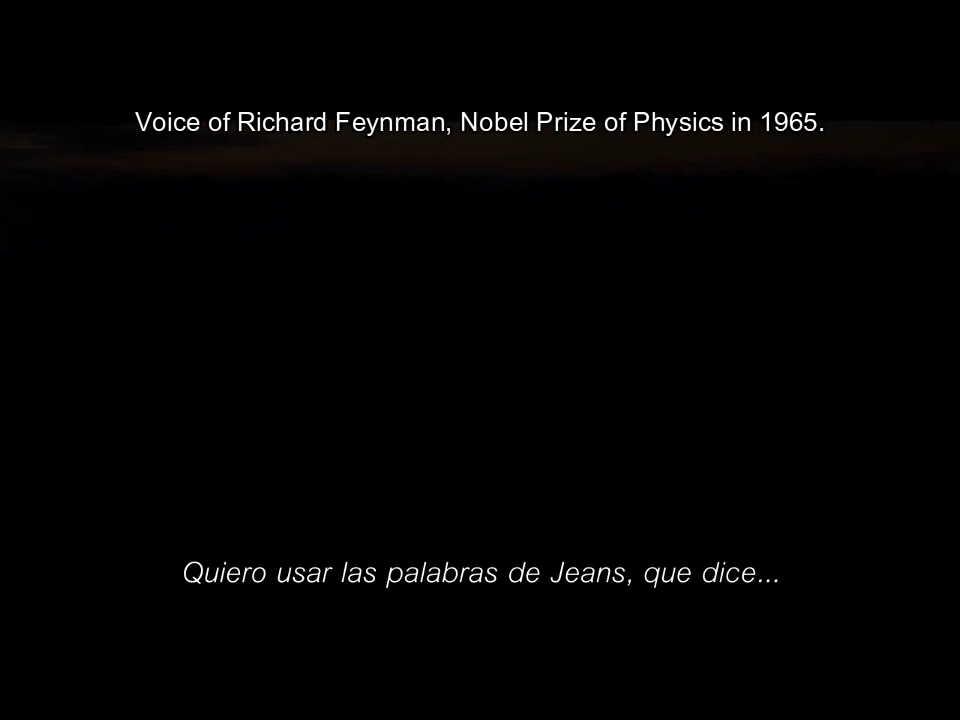 Voice of Richard Feynman, Nobel Prize of Physics in 1965.
Quiero usar las palabras de Jeans, que dice...